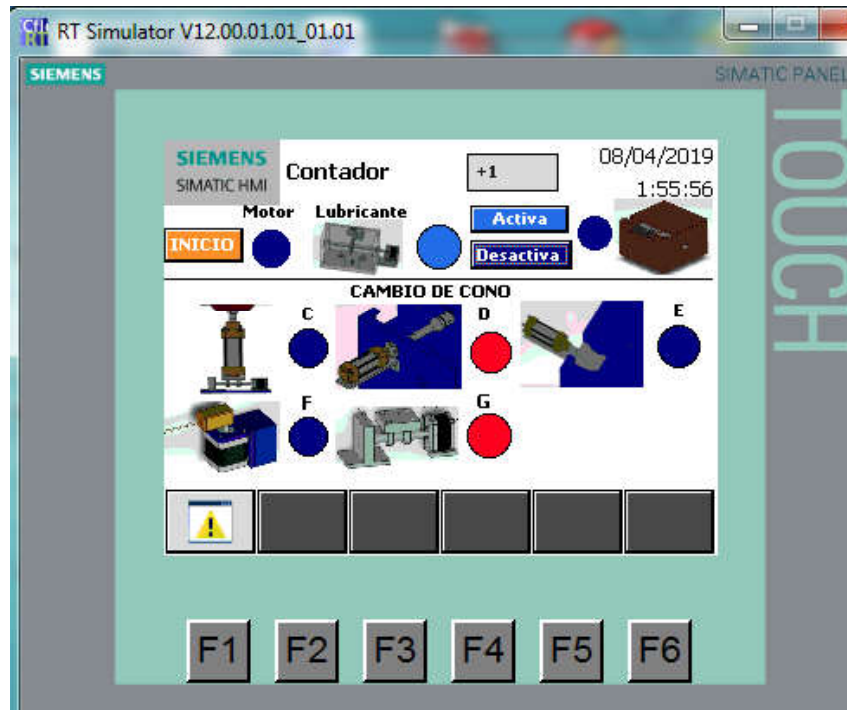 RT Simulator V12.00.01.01_01.01
SIEMENS
SIMATIC PANEL
TOUCH
SIEMENS
SIMATIC HMI
Contador
+1
08/04/2019
1:55:56
Motor
Lubricante
INICIO
Activa
Desactiva
CAMBIO DE CONO
C
D
E
F
G
F1
F2
F3
F4
F5
F6